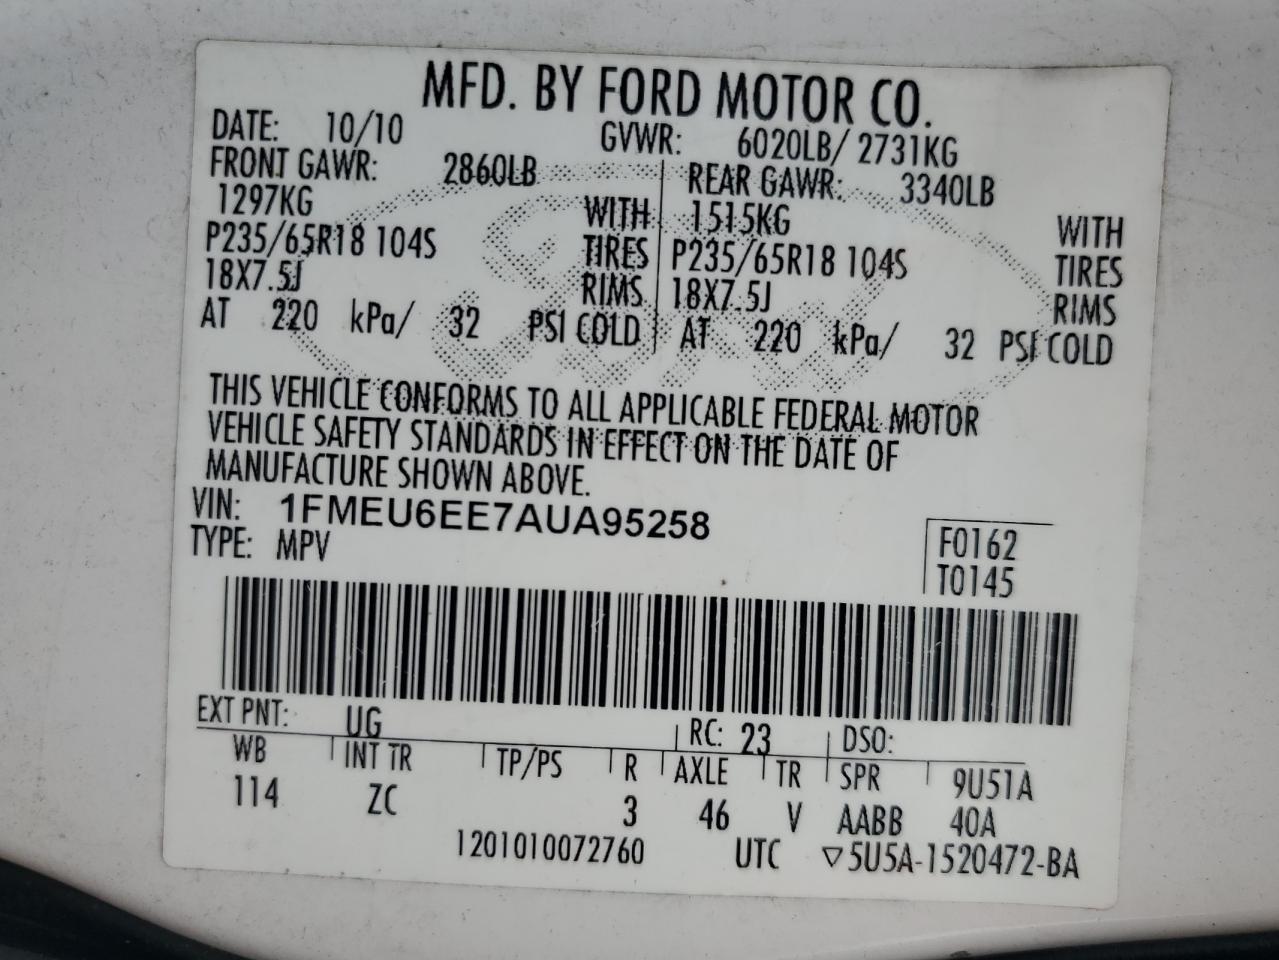 MFD. BY FORD MOTOR CO.
DATE: 10/10 GVWR: 6020LB/ 2731KG
FRONT GAWR: 2860LB REAR GAWR: 3340LB
1297KG WITH 1515KG WITH
P235/65R18 104S TIRES P235/65R18 104S TIRES
18X7.5J RIMS 18X7.5J RIMS
AT 220 kPa/ 32 PSI COLD AT 220 kPa/ 32 PSI COLD
THIS VEHICLE CONFORMS TO ALL APPLICABLE FEDERAL MOTOR
VEHICLE SAFETY STANDARDS IN EFFECT ON THE DATE OF
MANUFACTURE SHOWN ABOVE.
VIN: 1FMEU6EE7AUA95258
TYPE: MPV
F0162
T0145
EXT PNT: UG RC: 23 DSO:
WB INT TR TP/PS R AXLE TR SPR 9U51A
114 ZC 3 46 V AABB 40A
1201010072760 UTC ▽5U5A-1520472-BA